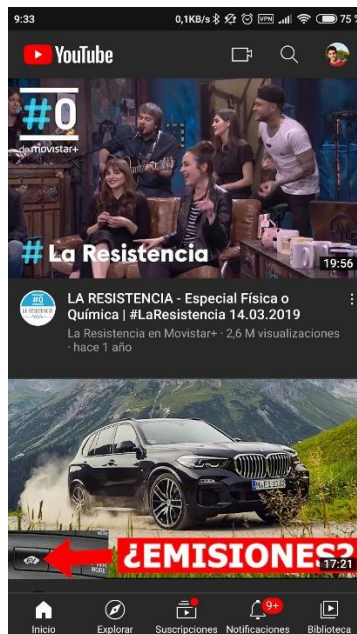 9:33
0,1KB/s VPN 75 %
YouTube
#0
de movistar+
# La Resistencia
19:56
#0
LA RESISTENCIA - Especial Física o
Química | #LaResistencia 14.03.2019
La Resistencia en Movistar+ · 2,6 M visualizaciones
· hace 1 año
¿EMISIONES?
17:21
9+
Inicio
Explorar
Suscripciones
Notificaciones
Biblioteca